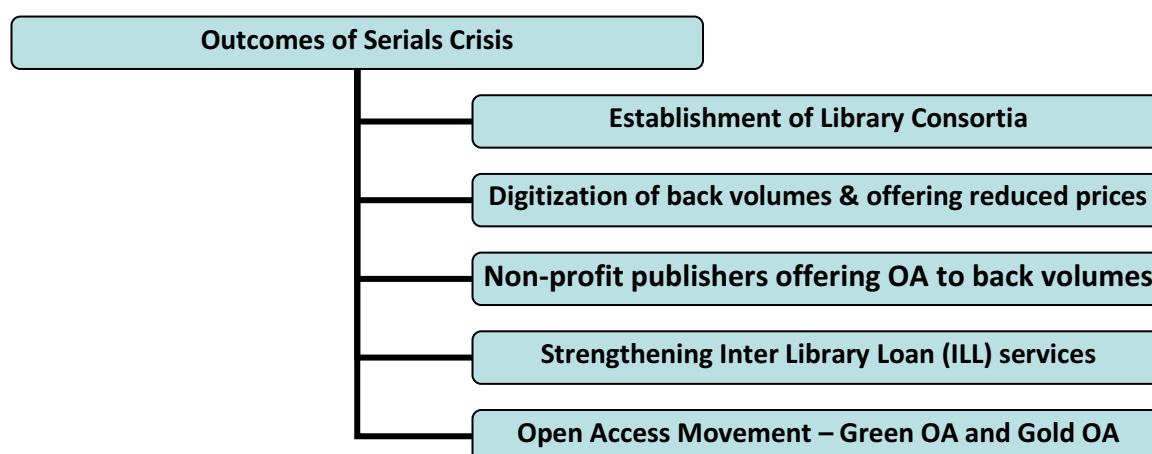 Outcomes of Serials Crisis
Establishment of Library Consortia
Digitization of back volumes & offering reduced prices
Non-profit publishers offering OA to back volumes
Strengthening Inter Library Loan (ILL) services
Open Access Movement – Green OA and Gold OA